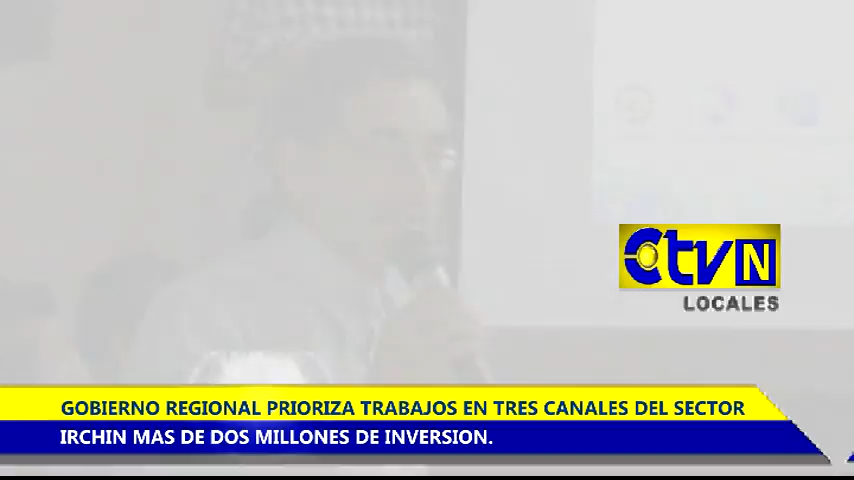 CtvN
LOCALES
GOBIERNO REGIONAL PRIORIZA TRABAJOS EN TRES CANALES DEL SECTOR
IRCHIN MAS DE DOS MILLONES DE INVERSION.